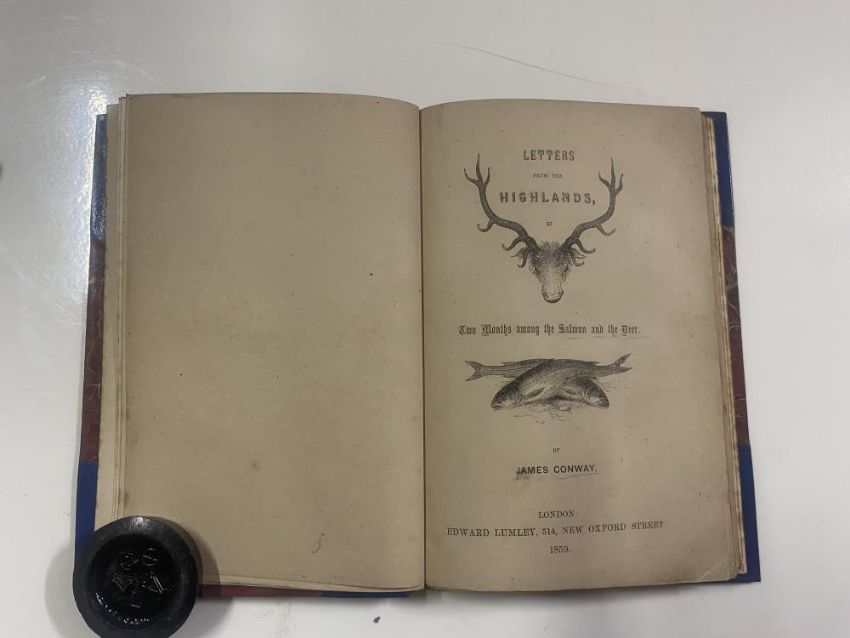 LETTERS
FROM THE
HIGHLANDS,
OR
Two Months among the Salmon and the Deer.
BY
JAMES CONWAY.
LONDON:
EDWARD LUMLEY, 514, NEW OXFORD STREET
1859.